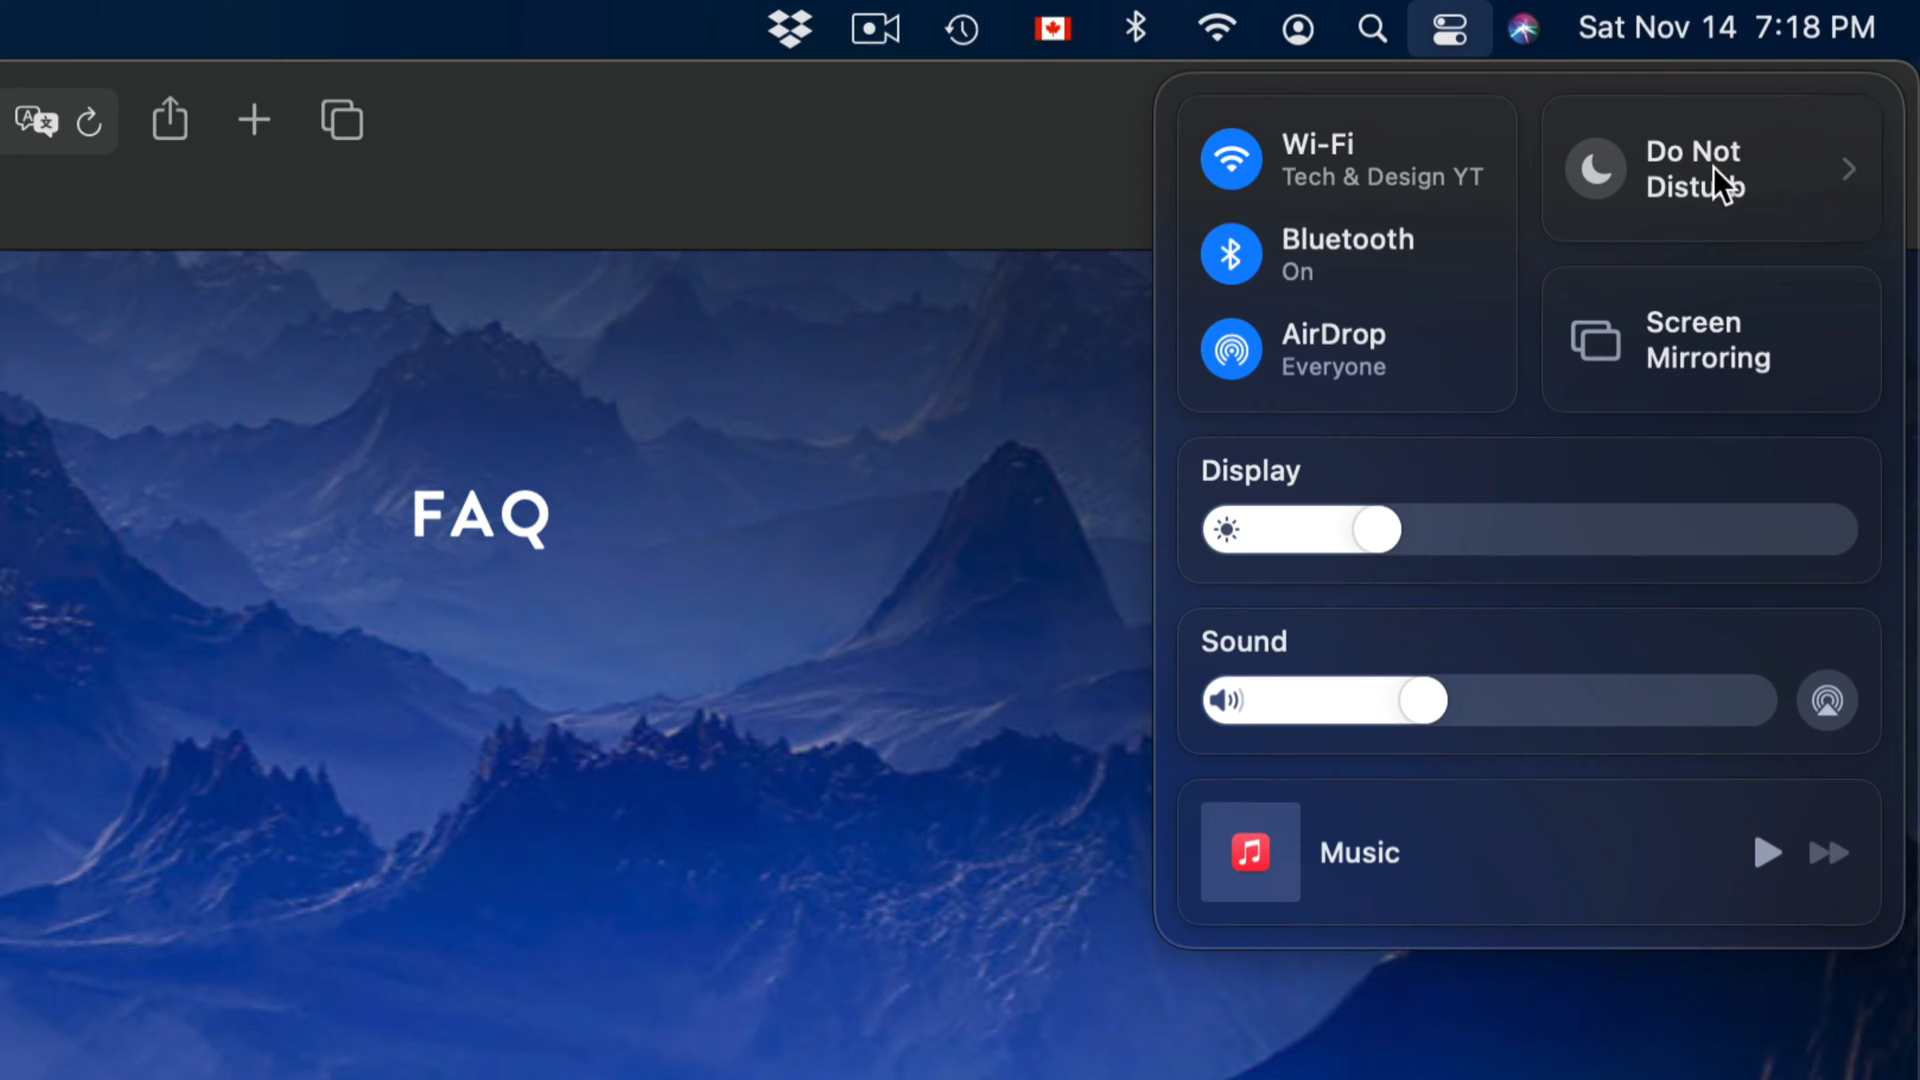 Sat Nov 14 7:18 PM
Wi-Fi
Tech & Design YT
Bluetooth
On
AirDrop
Everyone
Do Not
Disturb
Screen
Mirroring
Display
Sound
Music
FAQ